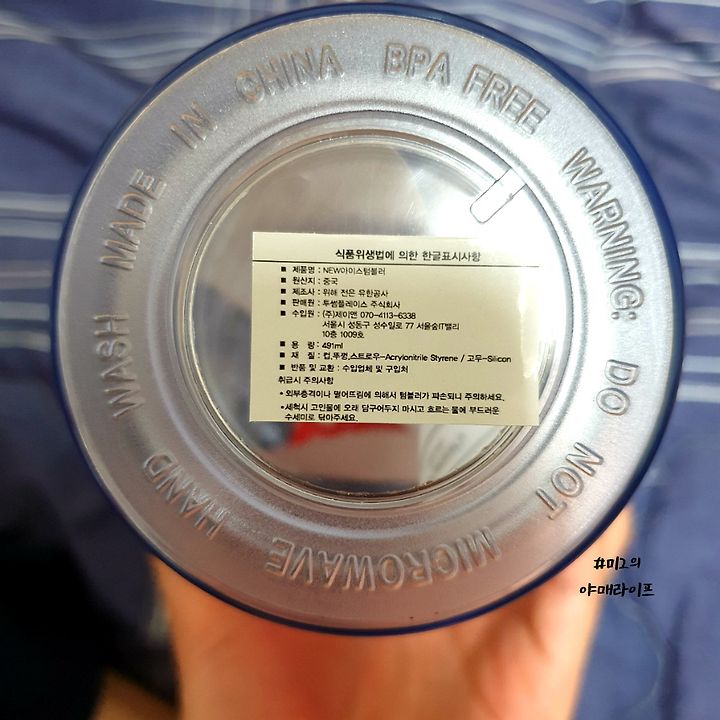 BPA FREE WARNING: DO NOT MICROWAVE HAND WASH MADE IN CHINA
식품위생법에 의한 한글표시사항
■ 제품명 : NEW아이스텀블러
■ 원산지 : 중국
■ 제조사 : 위해 전은 유한공사
■ 판매원 : 투썸플레이스 주식회사
■ 수입원 : (주)제이앤 070-4113-6338
서울시 성동구 성수일로 77 서울숲IT밸리
10층 1009호
■ 용 량 : 491ml
■ 재 질 : 컵,뚜껑,스트로우-Acrylonitrile Styrene / 고무-Silicon
■ 반품 및 교환 : 수입업체 및 구입처
취급시 주의사항
• 외부충격이나 떨어뜨림에 의해서 텀블러가 파손되니 주의하세요.
• 세척시 고인물에 오래 담구어두지 마시고 흐르는 물에 부드러운
수세미로 닦아주세요.
#미2의
야매라이프